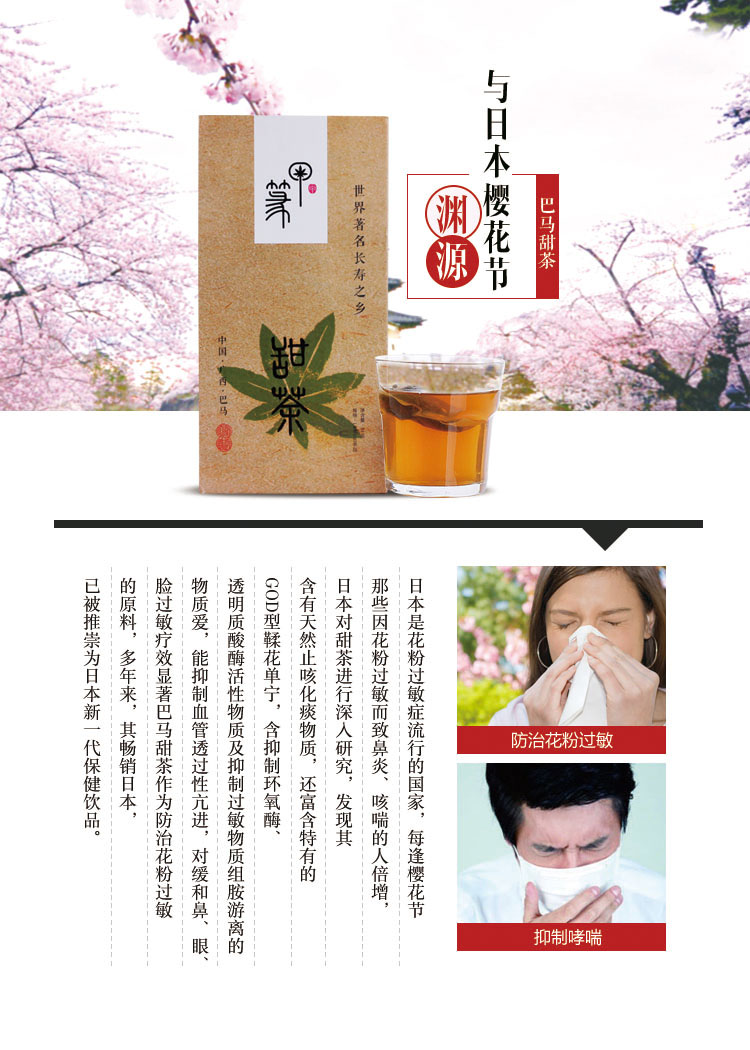 与日本樱花节
渊源
巴马甜茶
甲篆
世界著名长寿之乡
甜茶
中国·广西·巴马
日本是花粉过敏症流行的国家，每逢樱花节
那些因花粉过敏而致鼻炎、咳喘的人倍增，
日本对甜茶进行深入研究，发现其
含有天然止咳化痰物质，还富含特有的
GOD型鞣花单宁，含抑制环氧酶、
透明质酸酶活性物质及抑制过敏物质组胺游离的
物质爱，能抑制血管透过性亢进，对缓和鼻、眼、
脸过敏疗效显著巴马甜茶作为防治花粉过敏
的原料，多年来，其畅销日本，
已被推崇为日本新一代保健饮品。
防治花粉过敏
抑制哮喘